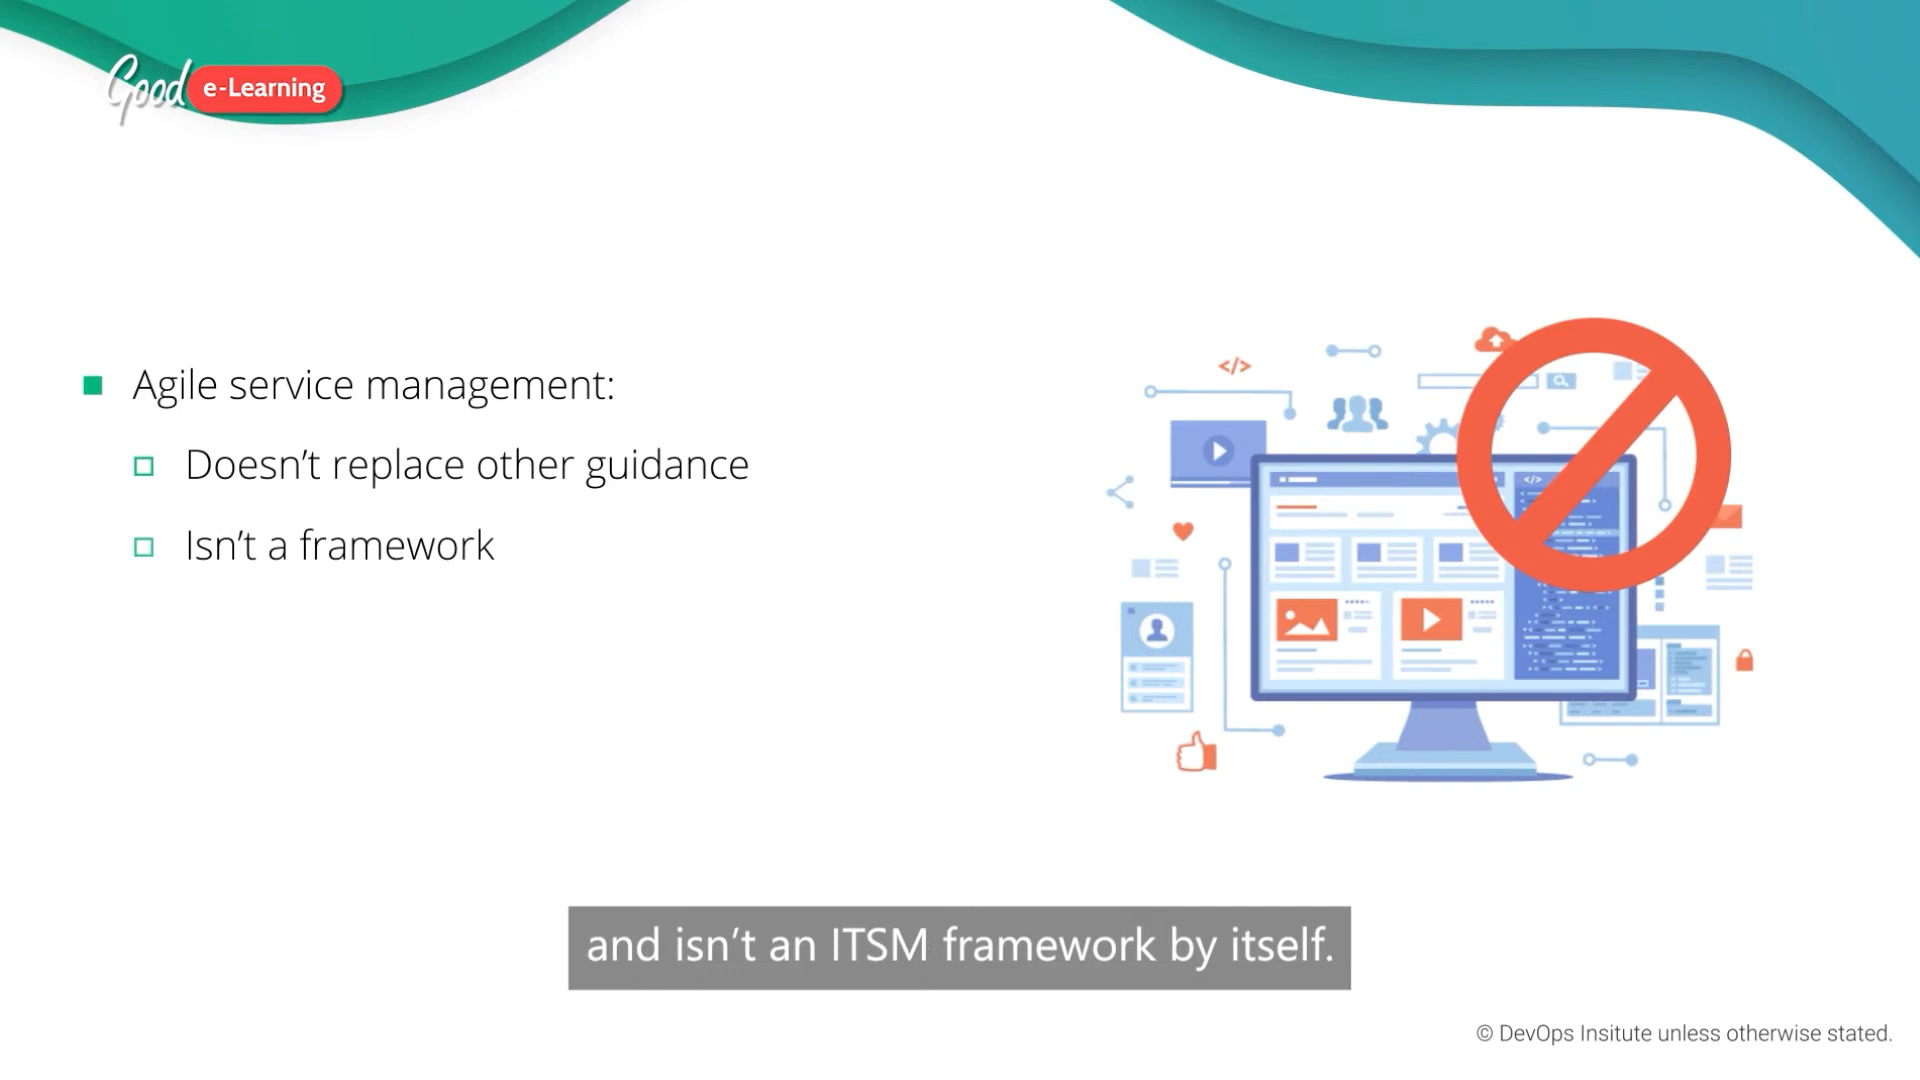 Good e-Learning
Agile service management:
Doesn't replace other guidance
Isn't a framework
</>
</>
and isn't an ITSM framework by itself.
© DevOps Insitute unless otherwise stated.